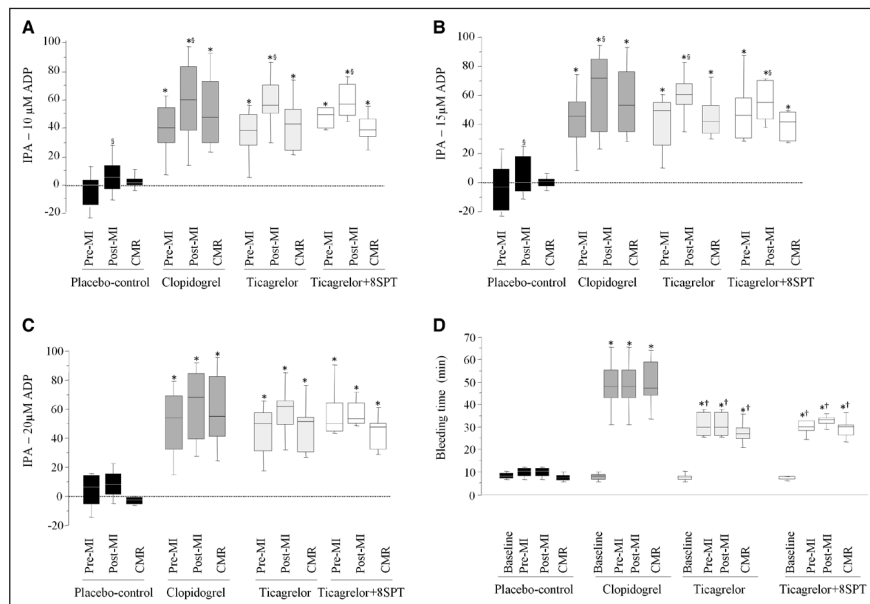 A
IPA – 10 µM ADP
100
80
60
40
20
0
-20
* *§ * * *§ * * *§ *
§
Pre-MI Post-MI CMR Pre-MI Post-MI CMR Pre-MI Post-MI CMR Pre-MI Post-MI CMR
Placebo-control Clopidogrel Ticagrelor Ticagrelor+8SPT
B
IPA – 15µM ADP
100
80
60
40
20
0
-20
* *§ * * *§ * * *§ *
§
Pre-MI Post-MI CMR Pre-MI Post-MI CMR Pre-MI Post-MI CMR Pre-MI Post-MI CMR
Placebo-control Clopidogrel Ticagrelor Ticagrelor+8SPT
C
IPA – 20µM ADP
100
80
60
40
20
0
-20
* * * * * * * * *
Pre-MI Post-MI CMR Pre-MI Post-MI CMR Pre-MI Post-MI CMR Pre-MI Post-MI CMR
Placebo-control Clopidogrel Ticagrelor Ticagrelor+8SPT
D
Bleeding time (min)
70
60
50
40
30
20
10
0
* * * *† *† *† *† *† *†
Baseline Pre-MI Post-MI CMR Baseline Pre-MI Post-MI CMR Baseline Pre-MI Post-MI CMR Baseline Pre-MI Post-MI CMR
Placebo-control Clopidogrel Ticagrelor Ticagrelor+8SPT